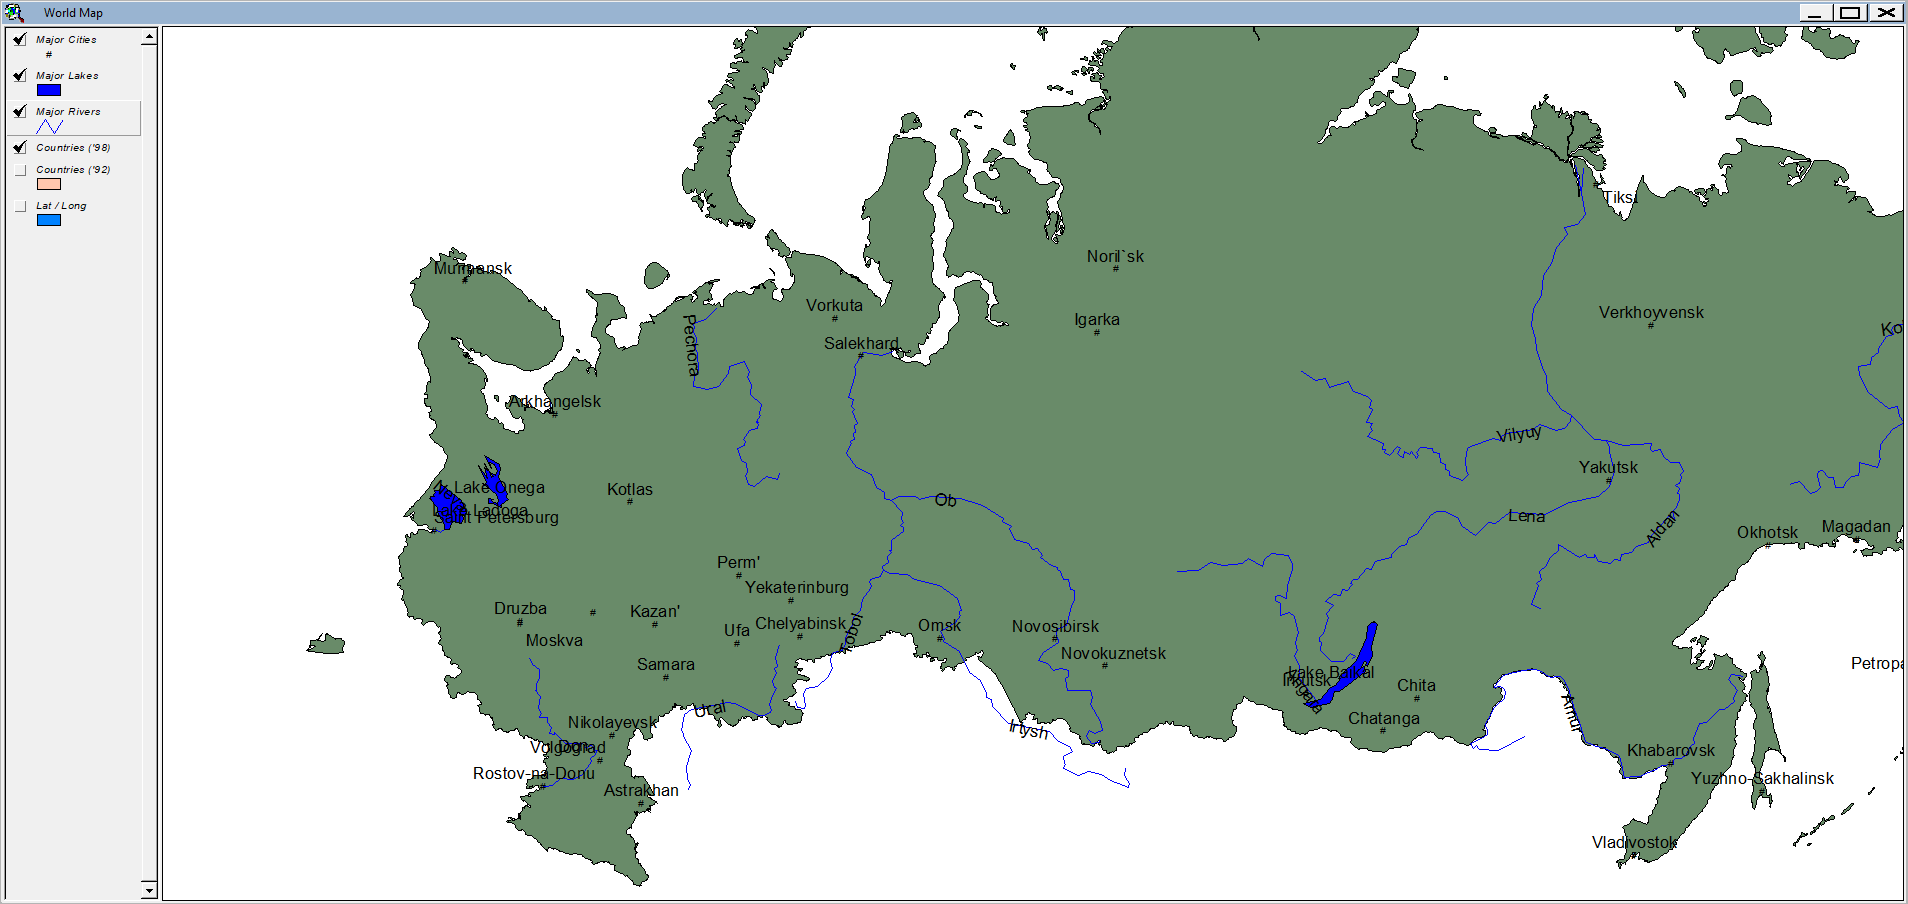 World Map
Major Cities
#
Major Lakes
Major Rivers
Countries ('98)
Countries ('92)
Lat / Long
Tiksi
Noril`sk
Murmansk
Vorkuta
Igarka
Verkhoyvensk
Pechora
Salekhard
Arkhangelsk
Vilyuy
Yakutsk
Lake Onega
Kotlas
Ob
Lake Ladoga
Saint Petersburg
Lena
Aldan
Okhotsk
Magadan
Perm'
Yekaterinburg
Druzba
Kazan'
Ufa
Chelyabinsk
Tobol
Omsk
Novosibirsk
Moskva
Novokuznetsk
Samara
Lake Baikal
Irkutsk
Angara
Chita
Petropa
Ural
Nikolayevsk
Chatanga
Amur
Irtysh
Don
Volgograd
Khabarovsk
Rostov-na-Donu
Astrakhan
Yuzhno-Sakhalinsk
Vladivostok